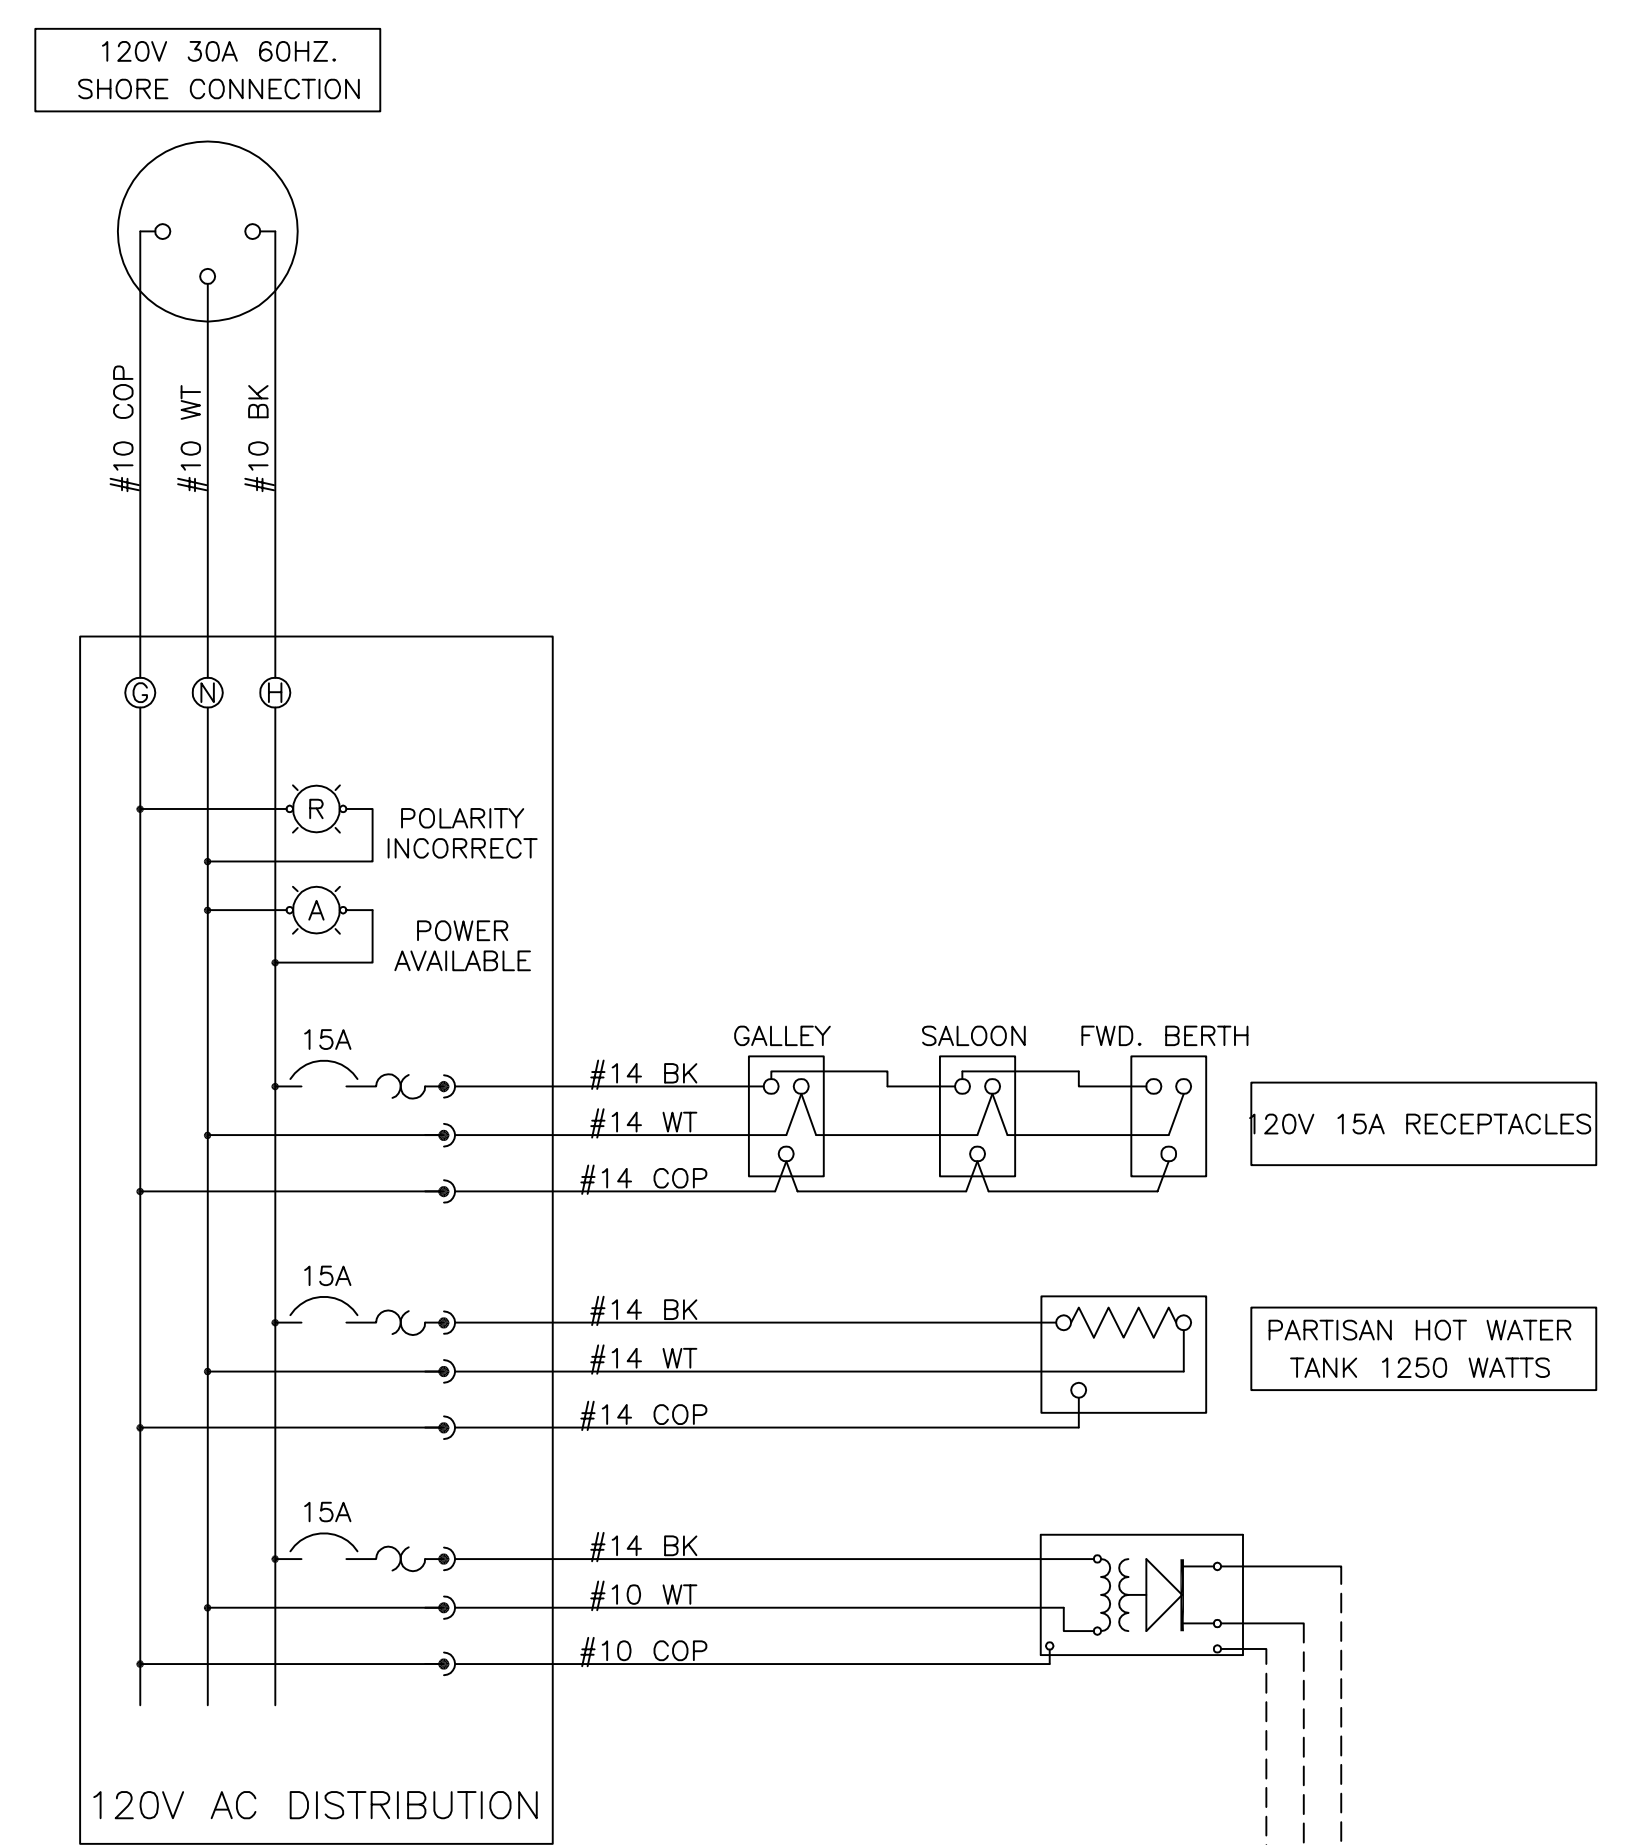 120V 30A 60HZ.
SHORE CONNECTION
#10 COP
#10 WT
#10 BK
G
N
H
R
POLARITY
INCORRECT
A
POWER
AVAILABLE
15A
#14 BK
#14 WT
#14 COP
GALLEY
SALOON
FWD. BERTH
120V 15A RECEPTACLES
15A
#14 BK
#14 WT
#14 COP
PARTISAN HOT WATER
TANK 1250 WATTS
15A
#14 BK
#10 WT
#10 COP
120V AC DISTRIBUTION